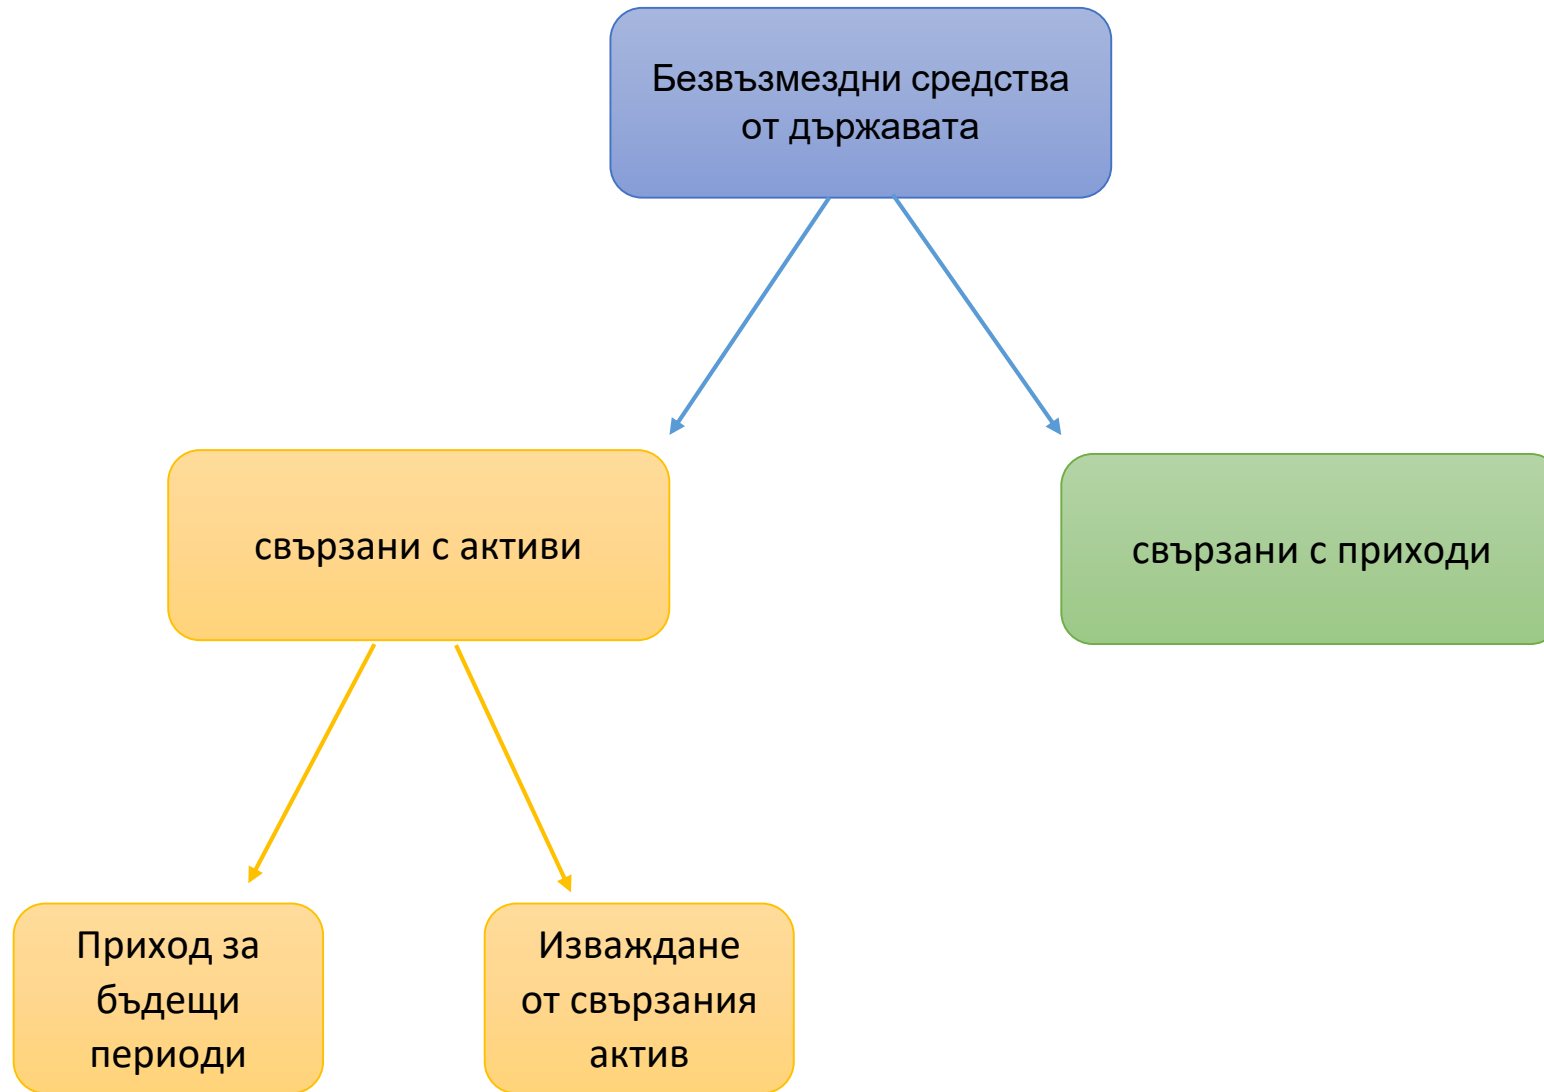 Безвъзмездни средства
от държавата
свързани с активи
свързани с приходи
Приход за
бъдещи
периоди
Изваждане
от свързания
актив